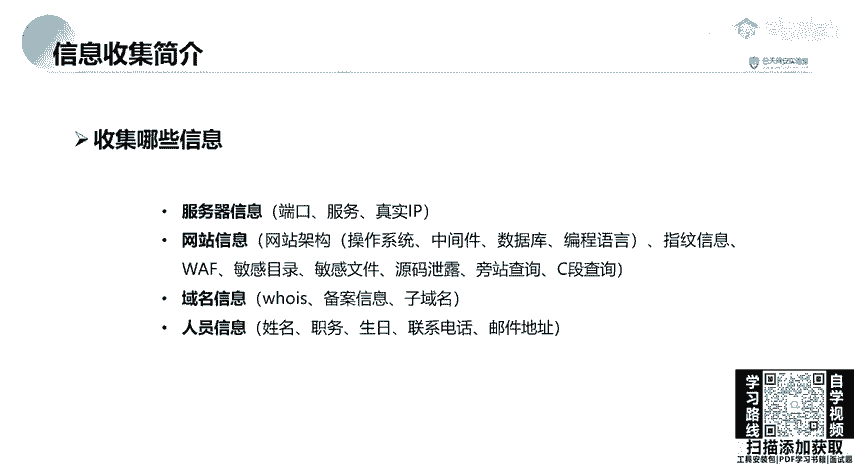 信息收集简介
➢ 收集哪些信息
• 服务器信息（端口、服务、真实IP）
• 网站信息（网站架构（操作系统、中间件、数据库、编程语言）、指纹信息、
WAF、敏感目录、敏感文件、源码泄露、旁站查询、C段查询）
• 域名信息（whois、备案信息、子域名）
• 人员信息（姓名、职务、生日、联系电话、邮件地址）
学习路线
自学视频
扫描添加获取
工具安装包|PDF学习书籍|面试题